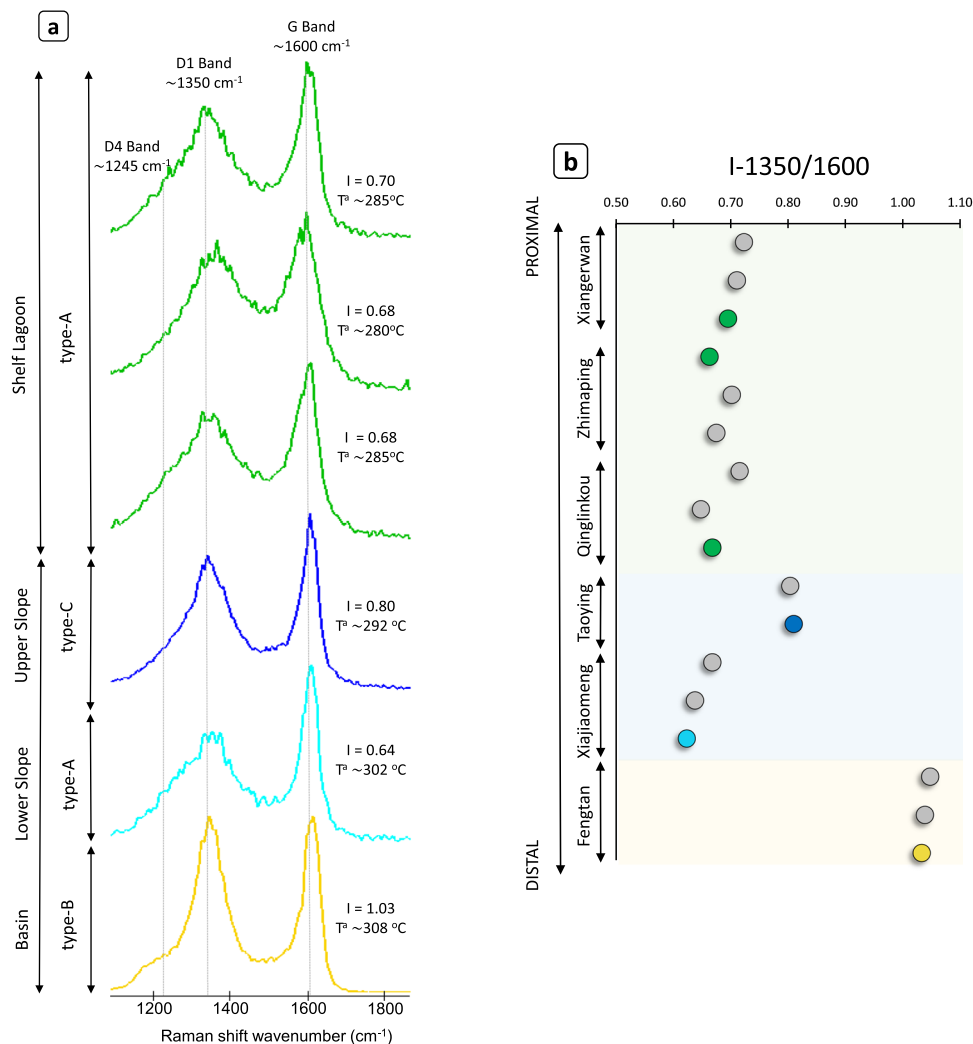 a
G Band
~1600 cm-1
D1 Band
~1350 cm-1
D4 Band
~1245 cm-1
I = 0.70
Tª ~285ºC
I = 0.68
Tª ~280ºC
I = 0.68
Tª ~285ºC
I = 0.80
Tª ~292 ºC
I = 0.64
Tª ~302 ºC
I = 1.03
Tª ~308 ºC
Shelf Lagoon
type-A
Upper Slope
type-C
Lower Slope
type-A
Basin
type-B
1200 1400 1600 1800
Raman shift wavenumber (cm-1)
b
I-1350/1600
0.50 0.60 0.70 0.80 0.90 1.00 1.10
PROXIMAL
DISTAL
Xiangerwan
Zhimaping
Qinglinkou
Taoying
Xiajiaomeng
Fengtan